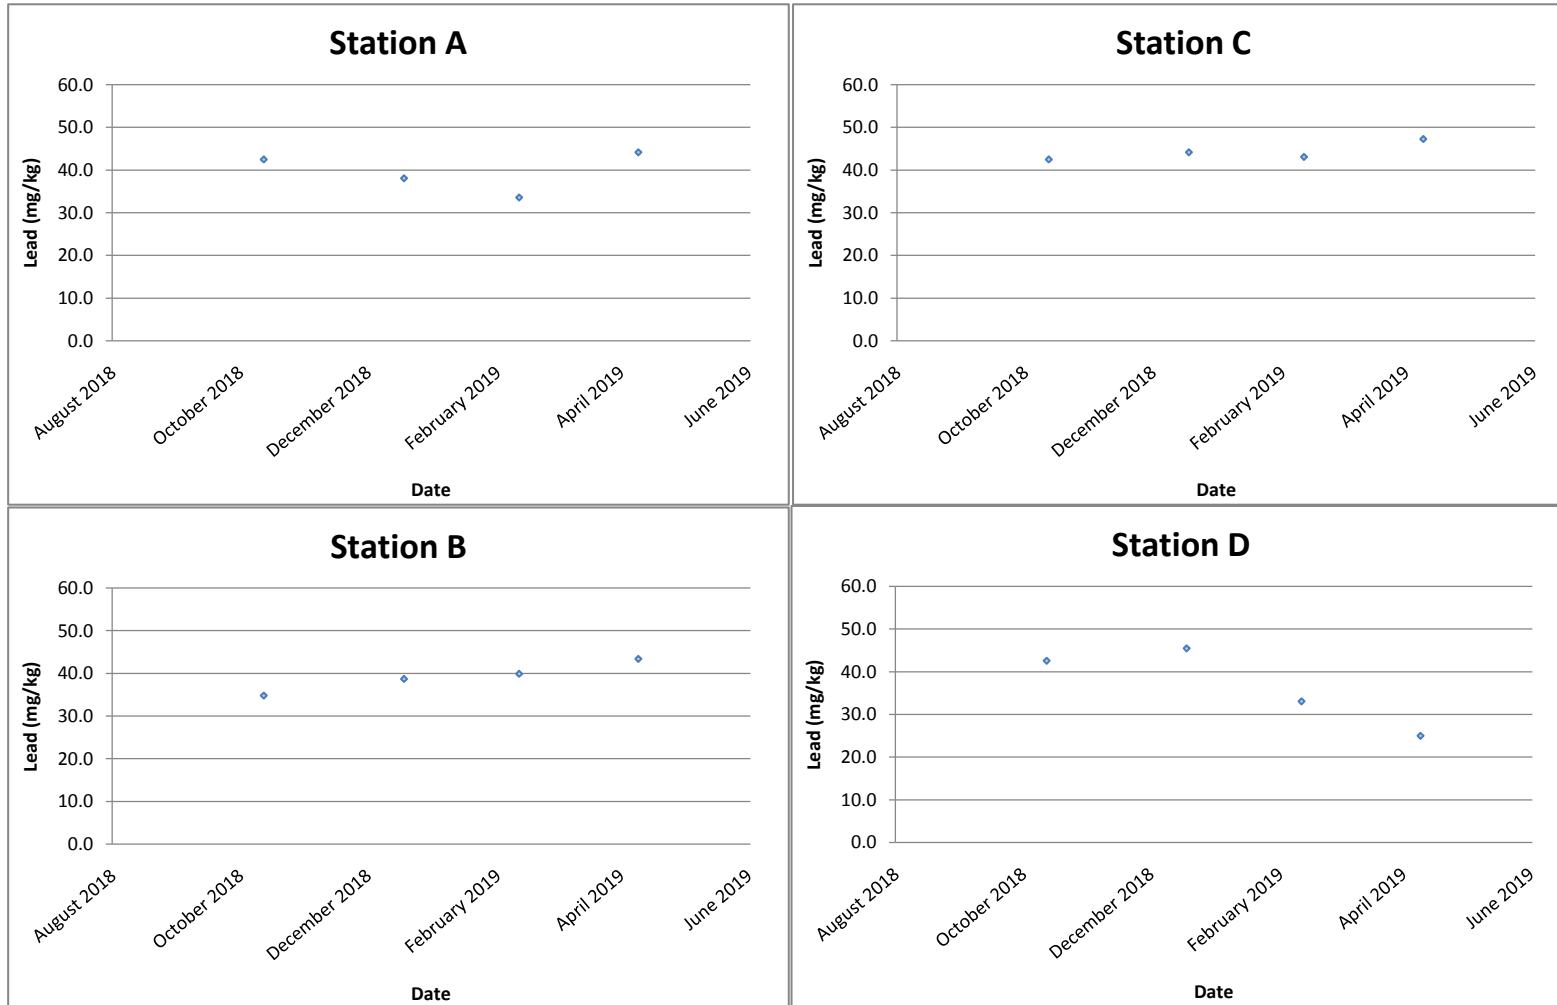 Station A
60.0
50.0
40.0
30.0
20.0
10.0
0.0
Lead (mg/kg)
August 2018
October 2018
December 2018
February 2019
April 2019
June 2019
Date
Station C
60.0
50.0
40.0
30.0
20.0
10.0
0.0
Lead (mg/kg)
August 2018
October 2018
December 2018
February 2019
April 2019
June 2019
Date
Station B
60.0
50.0
40.0
30.0
20.0
10.0
0.0
Lead (mg/kg)
August 2018
October 2018
December 2018
February 2019
April 2019
June 2019
Date
Station D
60.0
50.0
40.0
30.0
20.0
10.0
0.0
Lead (mg/kg)
August 2018
October 2018
December 2018
February 2019
April 2019
June 2019
Date